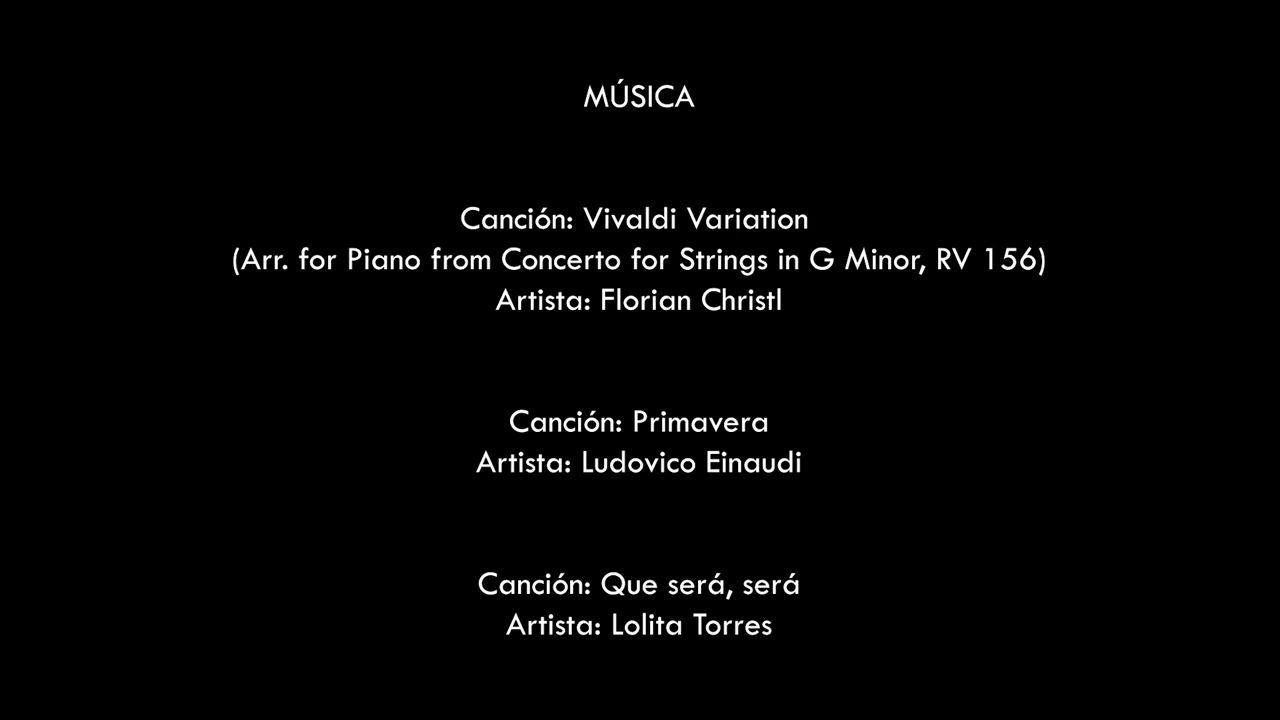 MÚSICA
Canción: Vivaldi Variation
(Arr. for Piano from Concerto for Strings in G Minor, RV 156)
Artista: Florian Christl
Canción: Primavera
Artista: Ludovico Einaudi
Canción: Que será, será
Artista: Lolita Torres